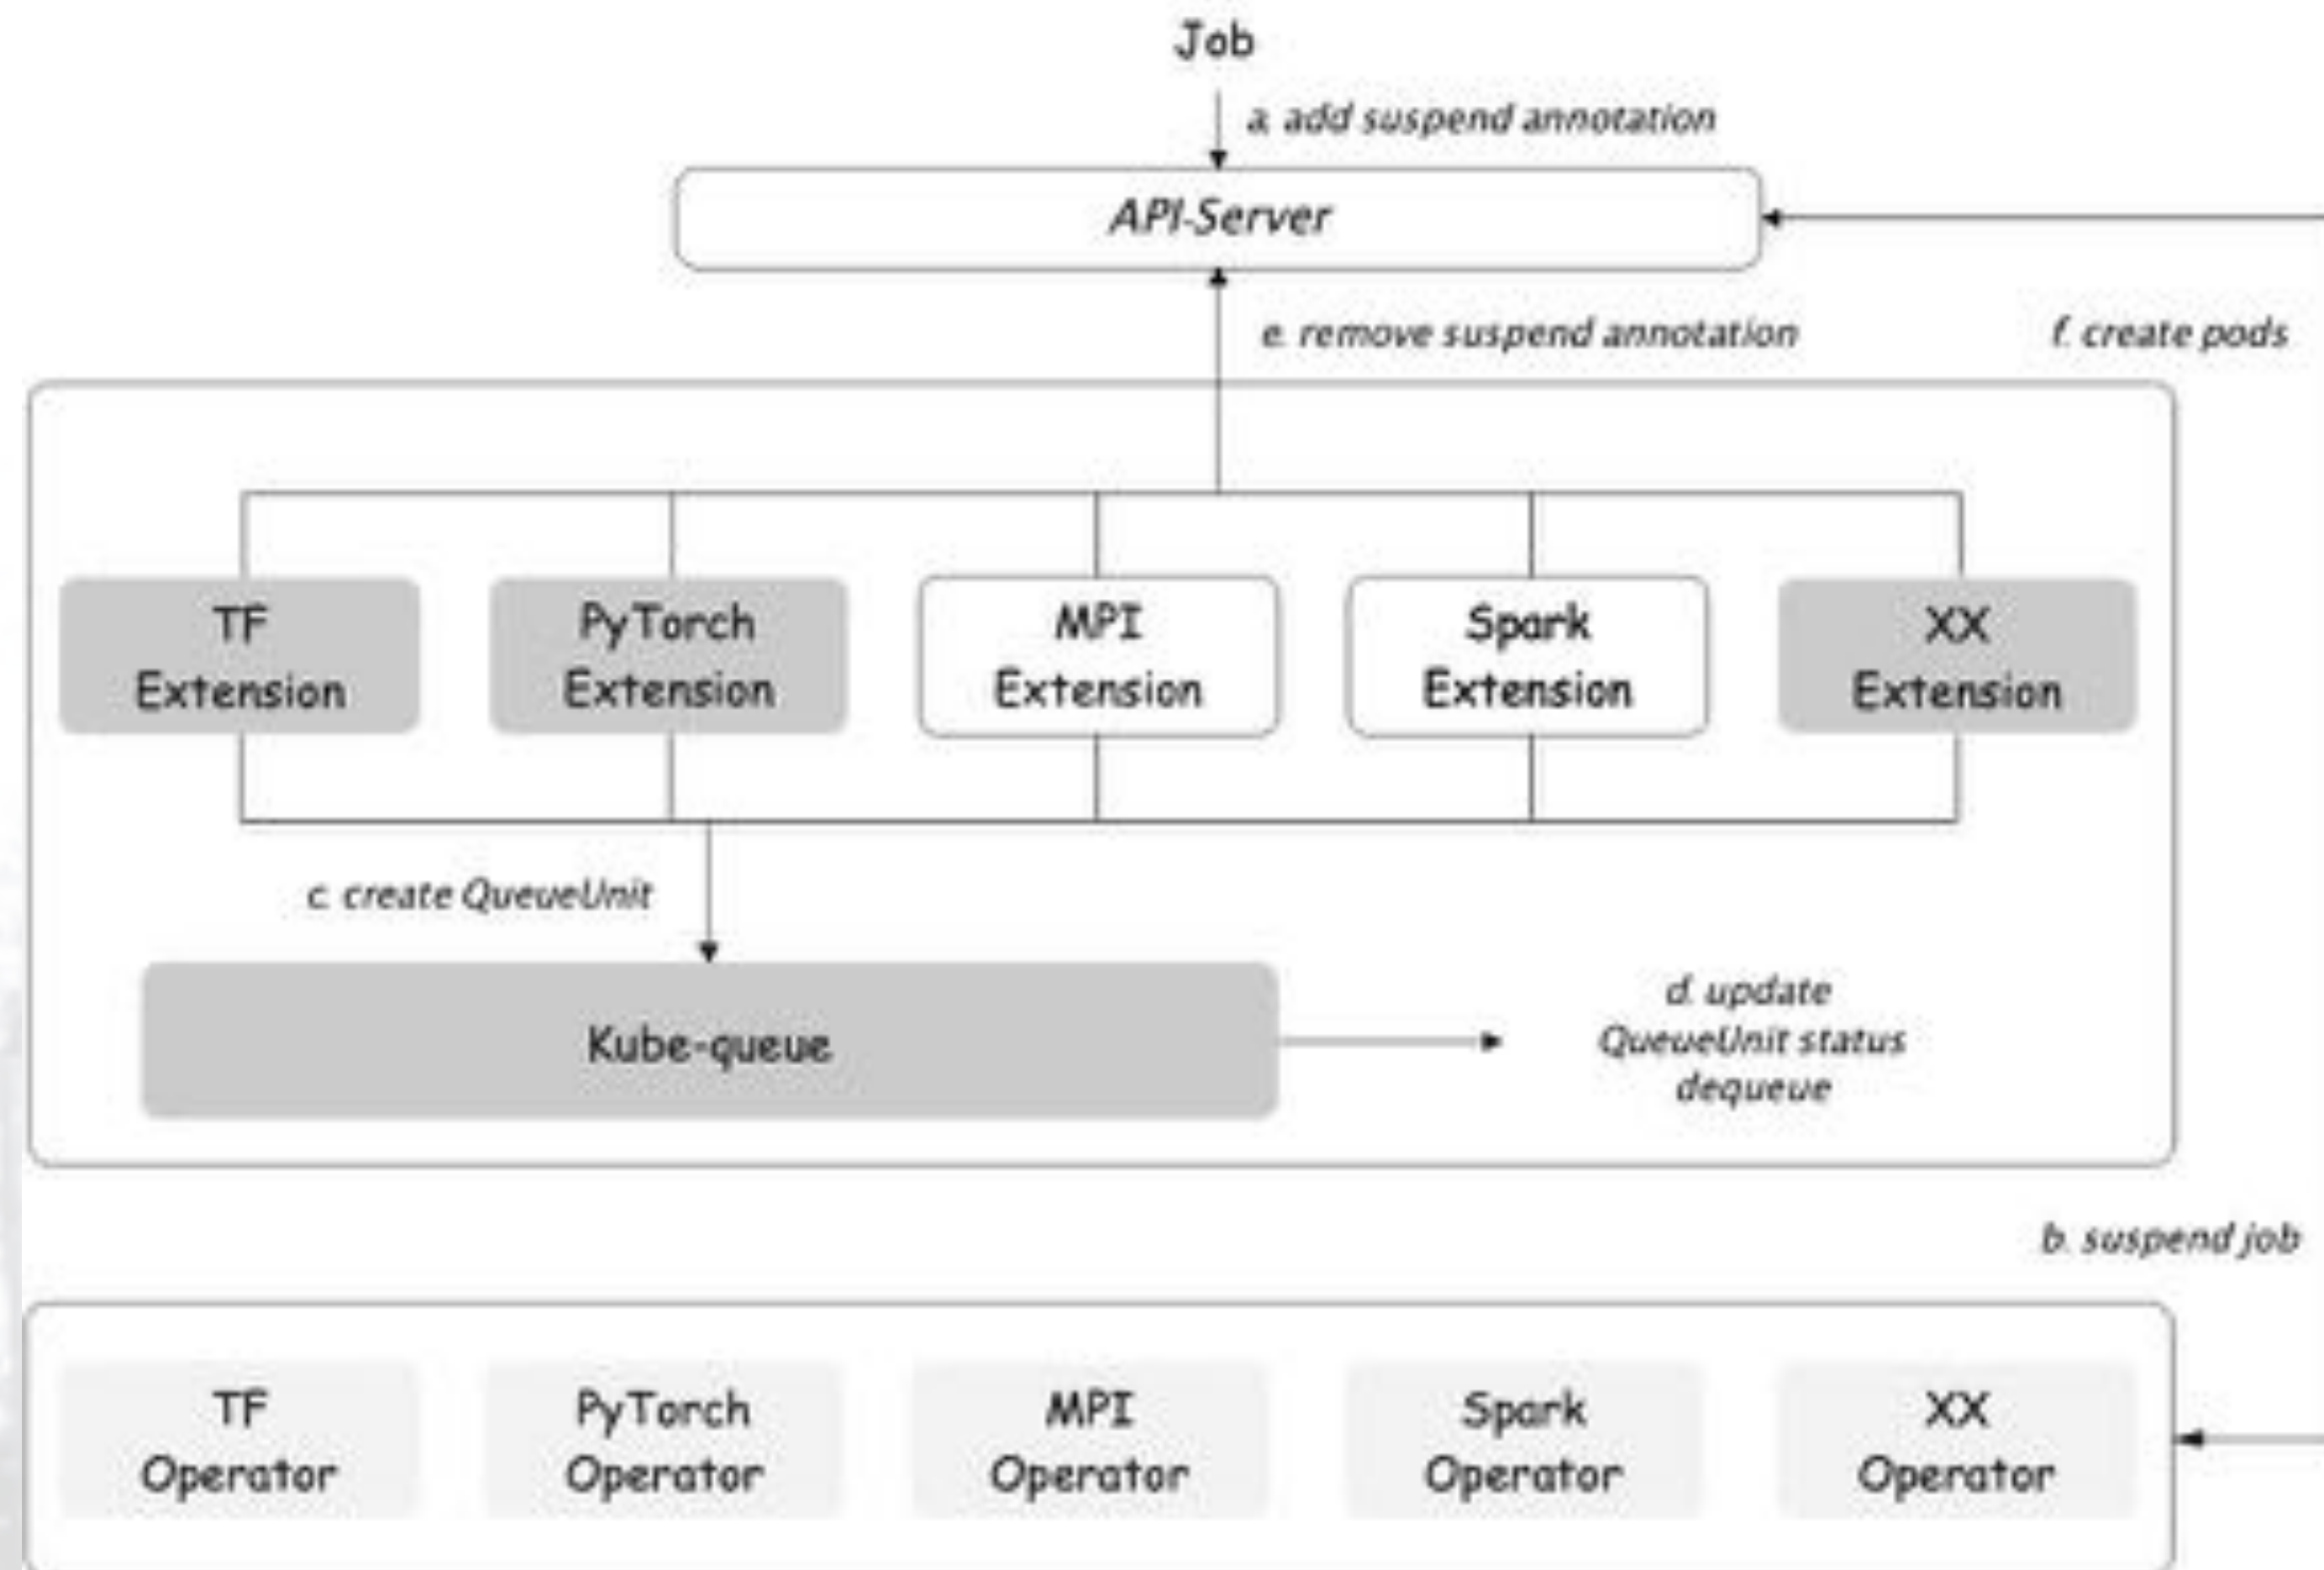 Job
a. add suspend annotation
API-Server
e. remove suspend annotation
f. create pods
TF
Extension
PyTorch
Extension
MPI
Extension
Spark
Extension
XX
Extension
c. create QueueUnit
Kube-queue
d. update
QueueUnit status
dequeue
b. suspend job
TF
Operator
PyTorch
Operator
MPI
Operator
Spark
Operator
XX
Operator